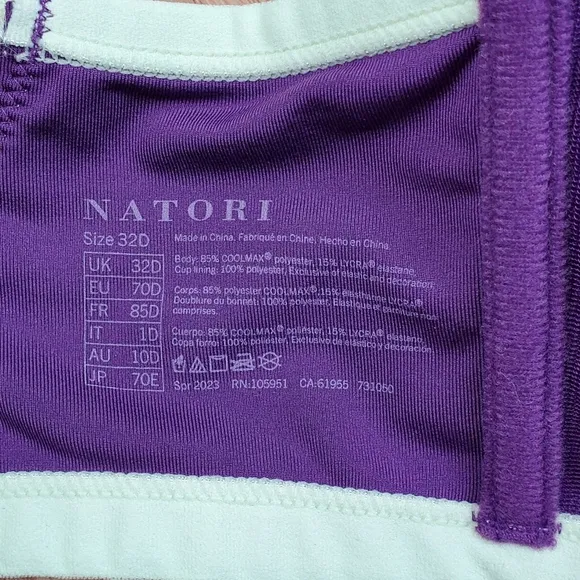 NATORI
Size 32D
UK 32D
EU 70D
FR 85D
IT 1D
AU 10D
JP 70E
Made in China. Fabriqué en Chine. Hecho en China.
Body: 85% COOLMAX® polyester, 15% LYCRA® elastane,
Cup lining: 100% polyester, Exclusive of elastic and decoration.
Corps: 85% polyester COOLMAX®, 15% élasthanne LYCRA®
Doublure du bonnet: 100% polyester, Élastique et garniture non
comprises.
Cuerpo: 85% COOLMAX® poliéster, 15% LYCRA® elastano,
Copa forro: 100% poliéster, Exclusivo de elástico y decoración
Spr 2023 RN:105951 CA:61955 731050